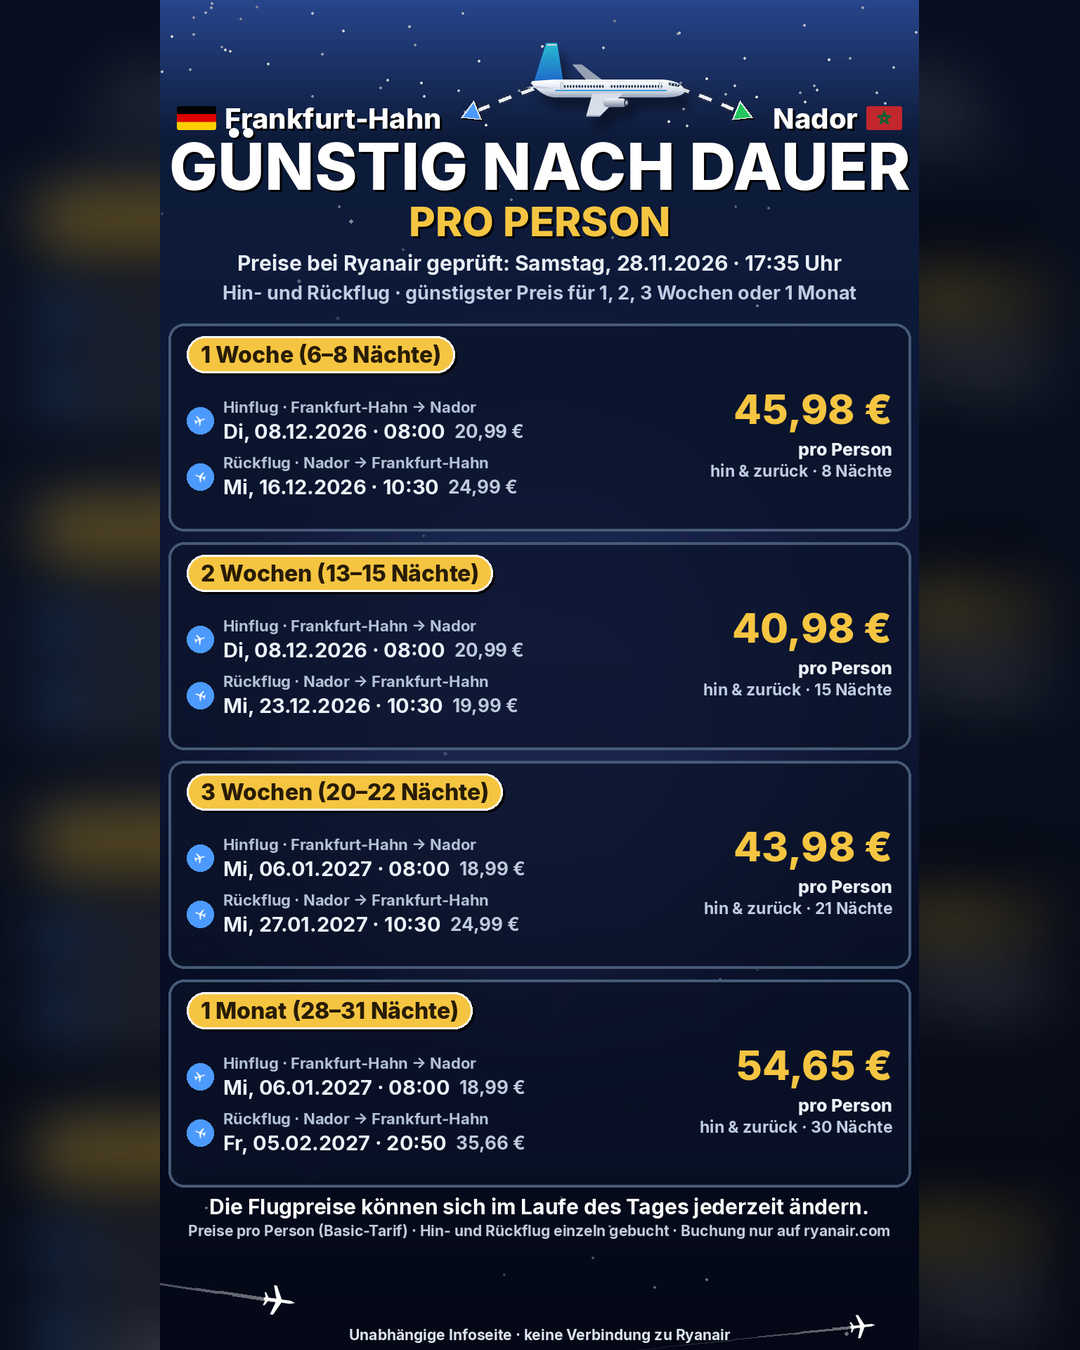 Frankfurt-Hahn
Nador
GÜNSTIG NACH DAUER
PRO PERSON
Preise bei Ryanair geprüft: Samstag, 28.11.2026 · 17:35 Uhr
Hin- und Rückflug · günstigster Preis für 1, 2, 3 Wochen oder 1 Monat
1 Woche (6–8 Nächte)
Hinflug · Frankfurt-Hahn → Nador
Di, 08.12.2026 · 08:00 20,99 €
Rückflug · Nador → Frankfurt-Hahn
Mi, 16.12.2026 · 10:30 24,99 €
45,98 €
pro Person
hin & zurück · 8 Nächte
2 Wochen (13–15 Nächte)
Hinflug · Frankfurt-Hahn → Nador
Di, 08.12.2026 · 08:00 20,99 €
Rückflug · Nador → Frankfurt-Hahn
Mi, 23.12.2026 · 10:30 19,99 €
40,98 €
pro Person
hin & zurück · 15 Nächte
3 Wochen (20–22 Nächte)
Hinflug · Frankfurt-Hahn → Nador
Mi, 06.01.2027 · 08:00 18,99 €
Rückflug · Nador → Frankfurt-Hahn
Mi, 27.01.2027 · 10:30 24,99 €
43,98 €
pro Person
hin & zurück · 21 Nächte
1 Monat (28–31 Nächte)
Hinflug · Frankfurt-Hahn → Nador
Mi, 06.01.2027 · 08:00 18,99 €
Rückflug · Nador → Frankfurt-Hahn
Fr, 05.02.2027 · 20:50 35,66 €
54,65 €
pro Person
hin & zurück · 30 Nächte
Die Flugpreise können sich im Laufe des Tages jederzeit ändern.
Preise pro Person (Basic-Tarif) · Hin- und Rückflug einzeln gebucht · Buchung nur auf ryanair.com
Unabhängige Infoseite · keine Verbindung zu Ryanair